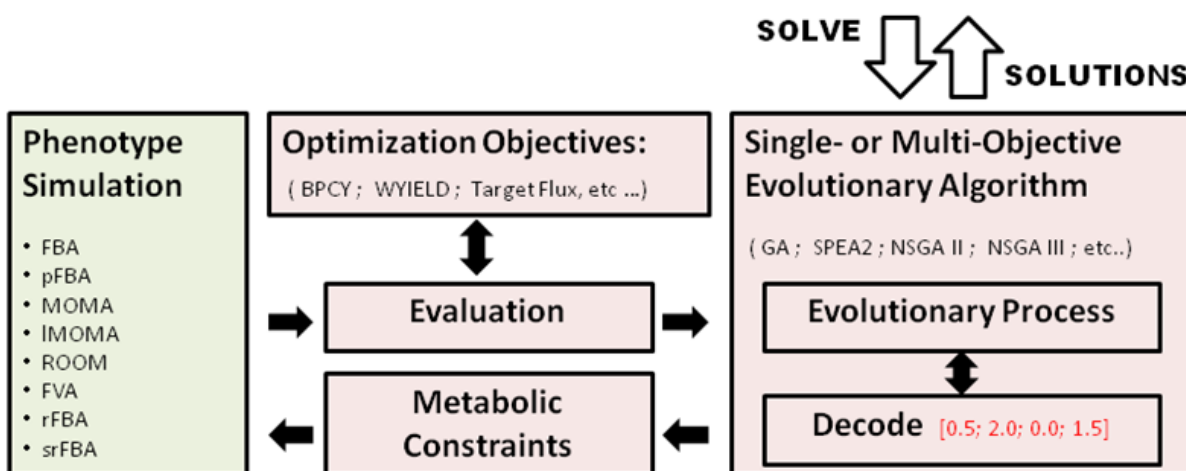 SOLVE
SOLUTIONS
Phenotype
Simulation
• FBA
• pFBA
• MOMA
• lMOMA
• ROOM
• FVA
• rFBA
• srFBA
Optimization Objectives:
( BPCY ; WYIELD ; Target Flux, etc ...)
Evaluation
Metabolic
Constraints
Single- or Multi-Objective
Evolutionary Algorithm
( GA ; SPEA2 ; NSGA II ; NSGA III ; etc..)
Evolutionary Process
Decode [0.5; 2.0; 0.0; 1.5]